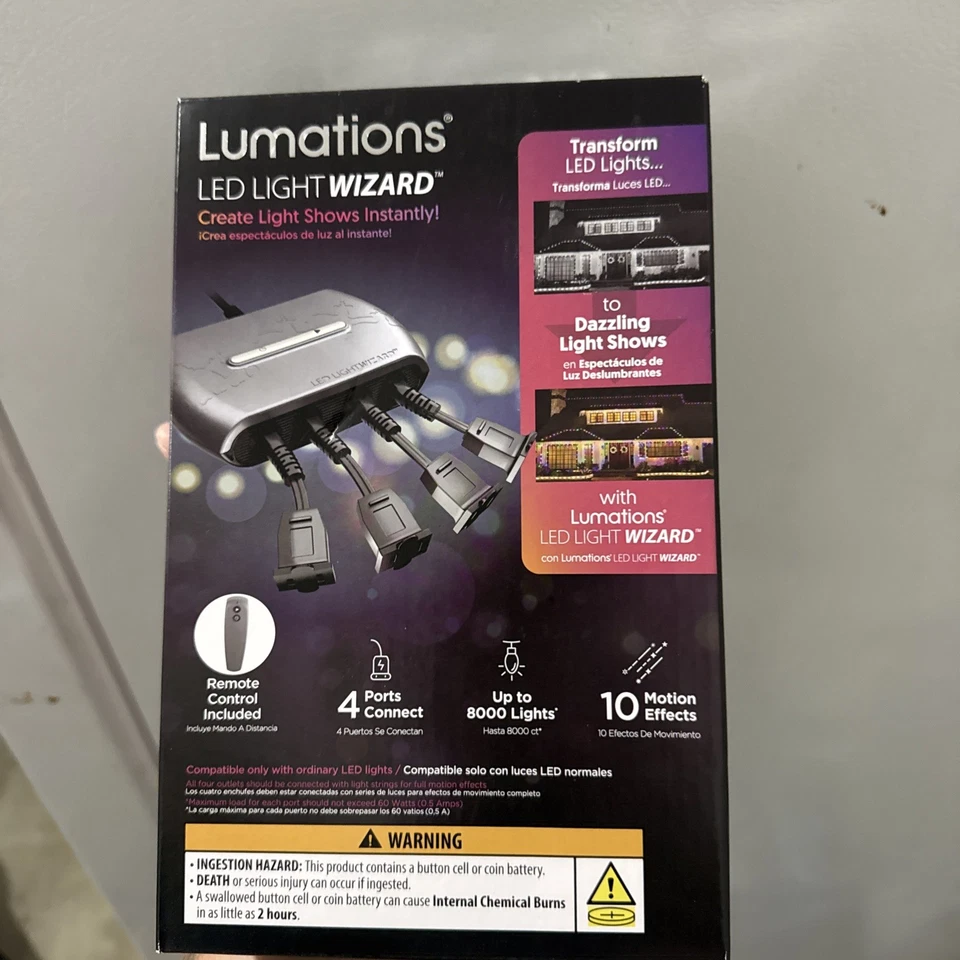 Lumations®
LED LIGHT WIZARD™
Create Light Shows Instantly!
¡Crea espectáculos de luz al instante!
LED LIGHT WIZARD™
Transform
LED Lights...
Transforma Luces LED...
to
Dazzling
Light Shows
en Espectáculos de
Luz Deslumbrantes
with
Lumations®
LED LIGHT WIZARD™
con Lumations® LED LIGHT WIZARD™
Remote
Control
Included
Incluye Mando A Distancia
4 Ports
Connect
4 Puertos Se Conectan
Up to
8000 Lights*
Hasta 8000 ct*
10 Motion
Effects
10 Efectos De Movimiento
Compatible only with ordinary LED lights / Compatible solo con luces LED normales
All four outlets should be connected with light strings for full motion effects
Los cuatro enchufes deben estar conectadas con series de luces para efectos de movimiento completo
*Maximum load for each port should not exceed 60 Watts (0.5 Amps)
*La carga máxima para cada puerto no debe sobrepasar los 60 vatios (0,5 A)
WARNING
• INGESTION HAZARD: This product contains a button cell or coin battery.
• DEATH or serious injury can occur if ingested.
• A swallowed button cell or coin battery can cause Internal Chemical Burns
in as little as 2 hours.